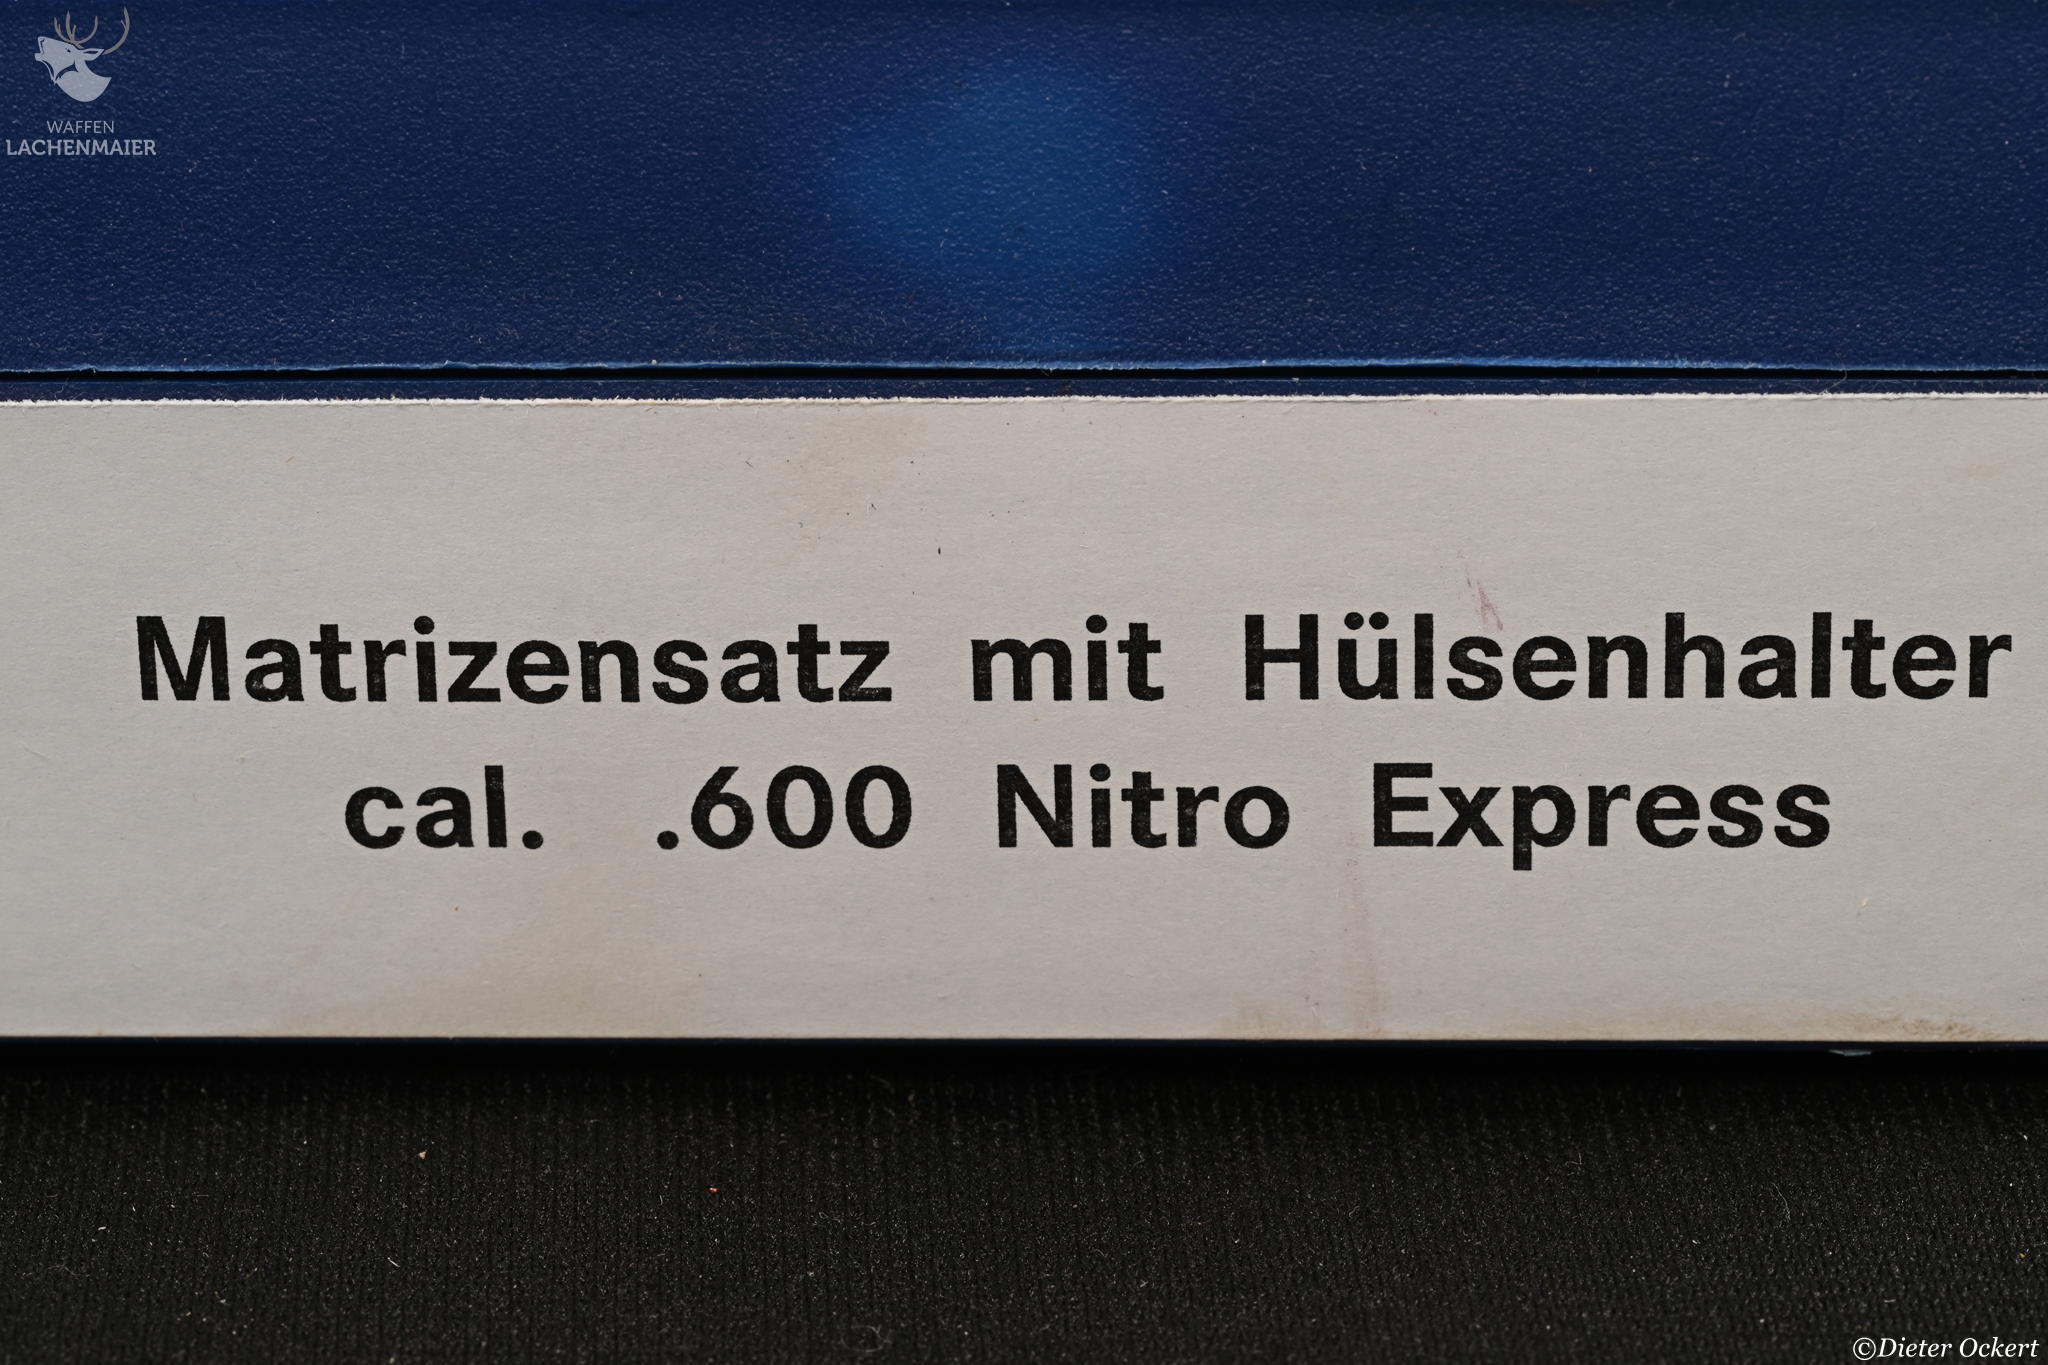 WAFFEN
LACHENMAIER
Matrizensatz mit Hülsenhalter
cal. .600 Nitro Express
©Dieter Ockert